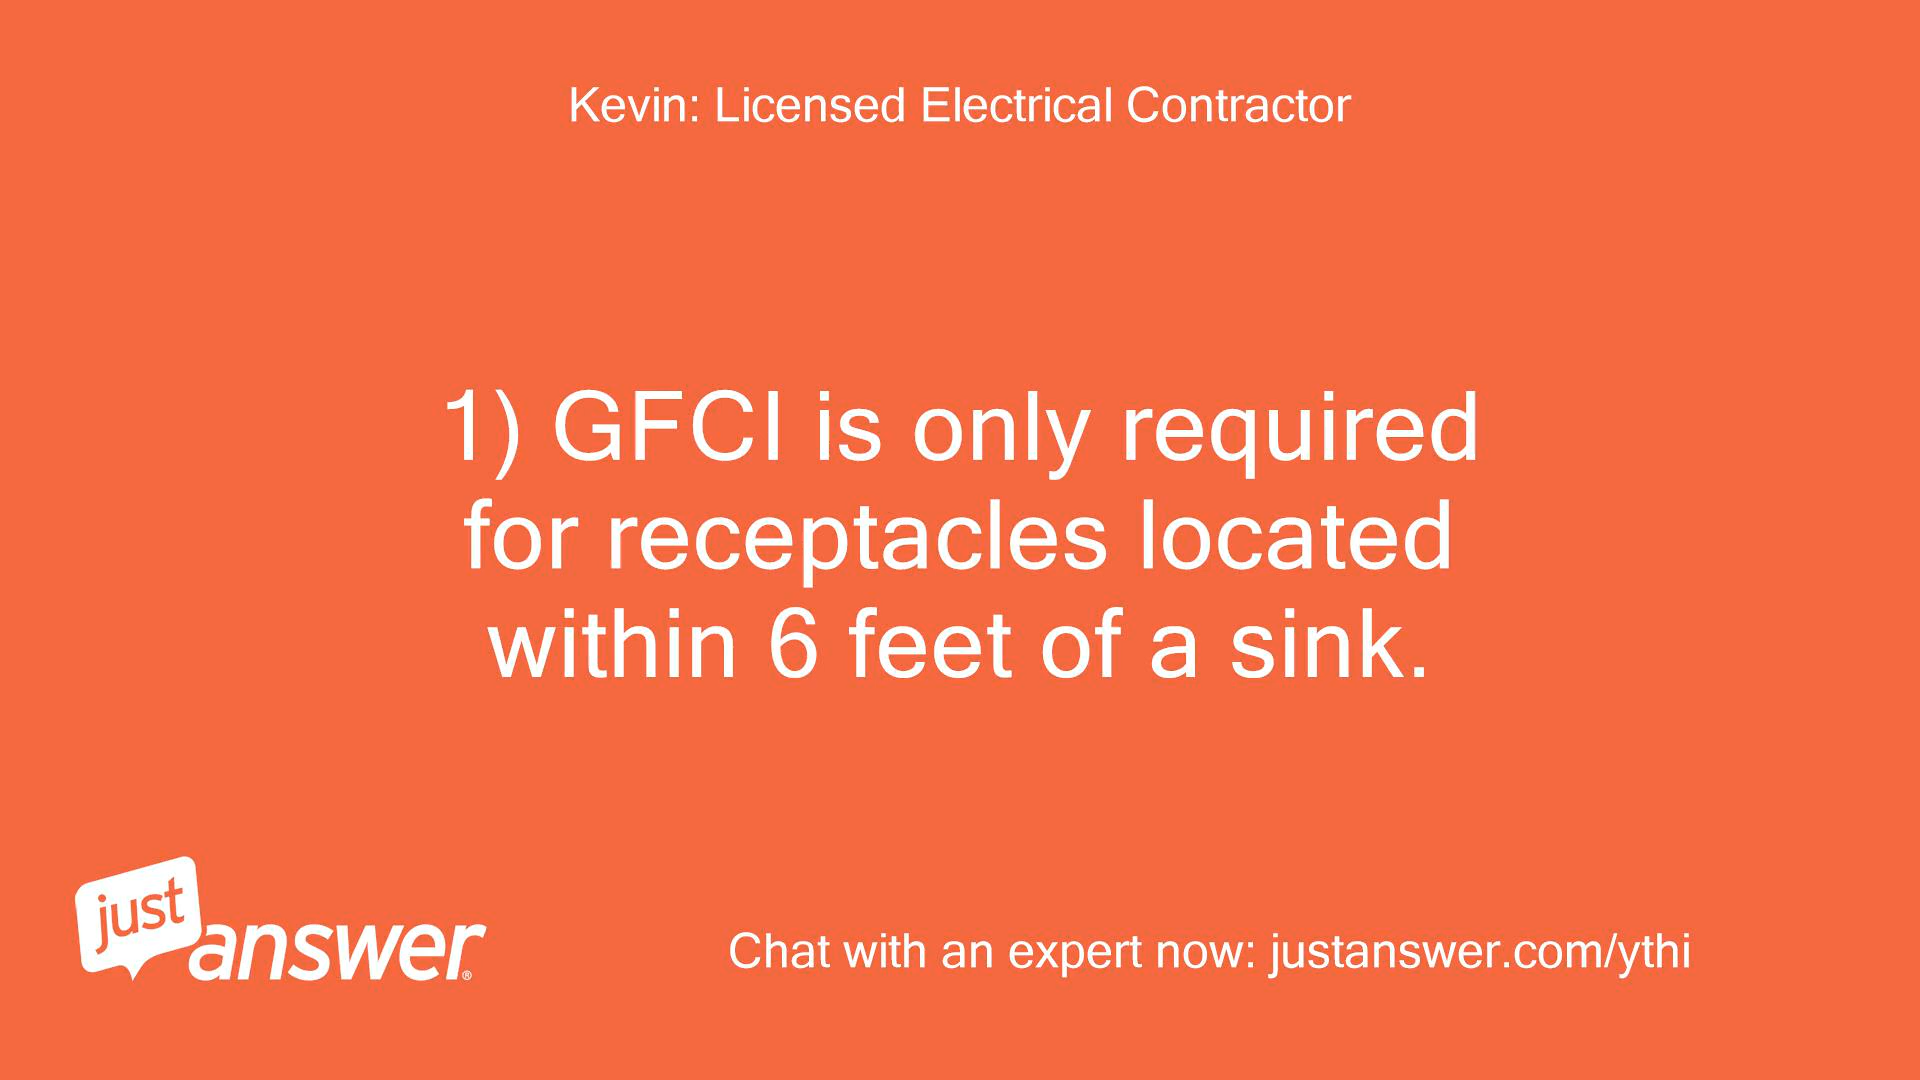 Kevin: Licensed Electrical Contractor
1) GFCI is only required
for receptacles located
within 6 feet of a sink.
just
answer®
Chat with an expert now: justanswer.com/ythi